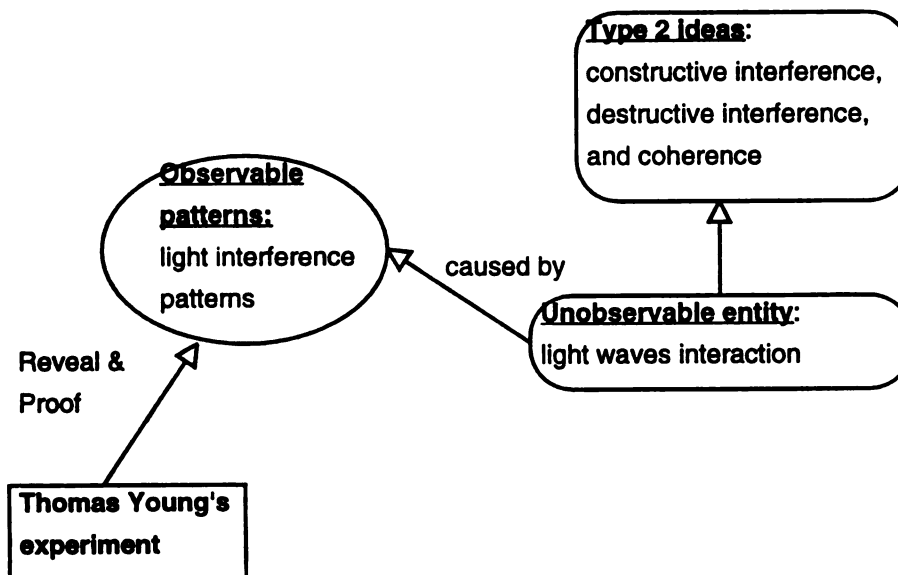 Type 2 ideas:
constructive interference,
destructive interference,
and coherence
Observable
patterns:
light interference
patterns
caused by
Unobservable entity:
light waves interaction
Reveal &
Proof
Thomas Young's
experiment